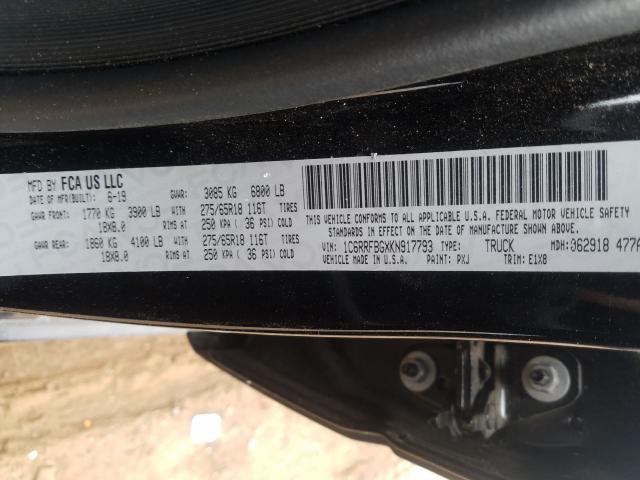 MFD BY FCA US LLC
DATE OF MFR(BUILT): 6-19
GVWR: 3085 KG 6800 LB
GAWR FRONT: 1770 KG 3900 LB WITH 275/65R18 116T TIRES
18X8.0 RIMS AT 250 KPA ( 36 PSI) COLD
GAWR REAR: 1860 KG 4100 LB WITH 275/65R18 116T TIRES
18X8.0 RIMS AT 250 KPA ( 36 PSI) COLD
THIS VEHICLE CONFORMS TO ALL APPLICABLE U.S.A. FEDERAL MOTOR VEHICLE SAFETY
STANDARDS IN EFFECT ON THE DATE OF MANUFACTURE SHOWN ABOVE.
VIN: 1C6RRFBGXKN917793 TYPE: TRUCK MDH: 062918 477
VEHICLE MADE IN U.S.A. PAINT: PXJ TRIM: E1X8